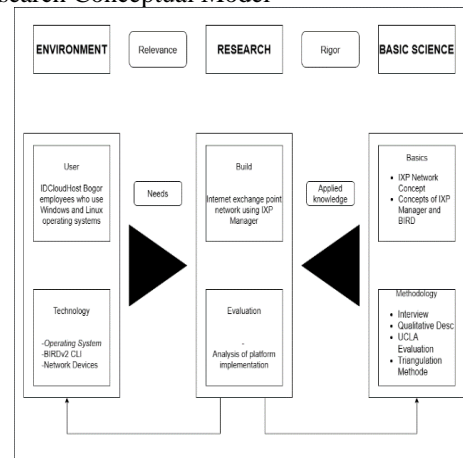 search Conceptual Model
ENVIRONMENT
Relevance
RESEARCH
Rigor
BASIC SCIENCE
User
IDCloudHost Bogor
employees who use
Windows and Linux
operating systems
Needs
Build
Internet exchange point
network using IXP
Manager
Applied
knowledge
Basics
• IXP Network
Concept
• Concepts of IXP
Manager and
BIRD
Technology
-Operating System
-BIRDv2 CLI
-Network Devices
Evaluation
-
Analysis of platform
implementation
Methodology
• Interview
• Qualitative Desc
• UCLA
Evaluation
• Triangulation
Methode